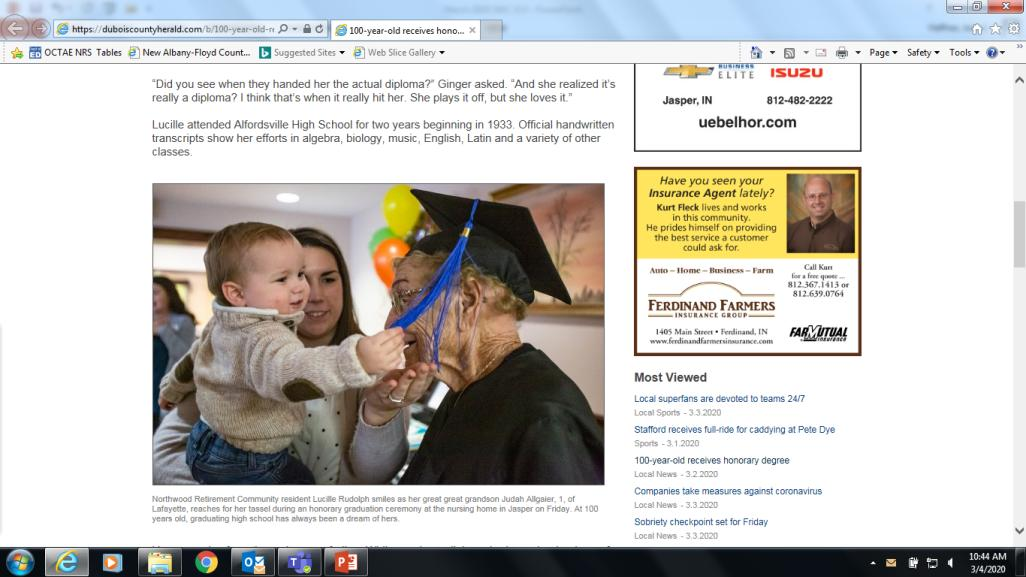 https://duboiscountyherald.com/b/100-year-old-re
100-year-old receives hono...
OCTAE NRS Tables
New Albany-Floyd Count...
Suggested Sites
Web Slice Gallery
Page
Safety
Tools
“Did you see when they handed her the actual diploma?” Ginger asked. “And she realized it’s
really a diploma? I think that’s when it really hit her. She plays it off, but she loves it.”
Lucille attended Alfordsville High School for two years beginning in 1933. Official handwritten
transcripts show her efforts in algebra, biology, music, English, Latin and a variety of other
classes.
Northwood Retirement Community resident Lucille Rudolph smiles as her great great grandson Judah Allgaier, 1, of
Lafayette, reaches for her tassel during an honorary graduation ceremony at the nursing home in Jasper on Friday. At 100
years old, graduating high school has always been a dream of hers.
BUSINESS
ELITE
ISUZU
Jasper, IN 812-482-2222
uebelhor.com
Have you seen your
Insurance Agent lately?
Kurt Fleck lives and works
in this community.
He prides himself on providing
the best service a customer
could ask for.
Auto – Home – Business – Farm
FERDINAND FARMERS
INSURANCE GROUP
1405 Main Street • Ferdinand, IN
www.ferdinandfarmersinsurance.com
Call Kurt
for a free quote ...
812.367.1413 or
812.639.0764
FARMUTUAL
insurance
Most Viewed
Local superfans are devoted to teams 24/7
Local Sports - 3.3.2020
Stafford receives full-ride for caddying at Pete Dye
Sports - 3.1.2020
100-year-old receives honorary degree
Local News - 3.2.2020
Companies take measures against coronavirus
Local News - 3.3.2020
Sobriety checkpoint set for Friday
Local News - 3.3.2020
10:44 AM
3/4/2020